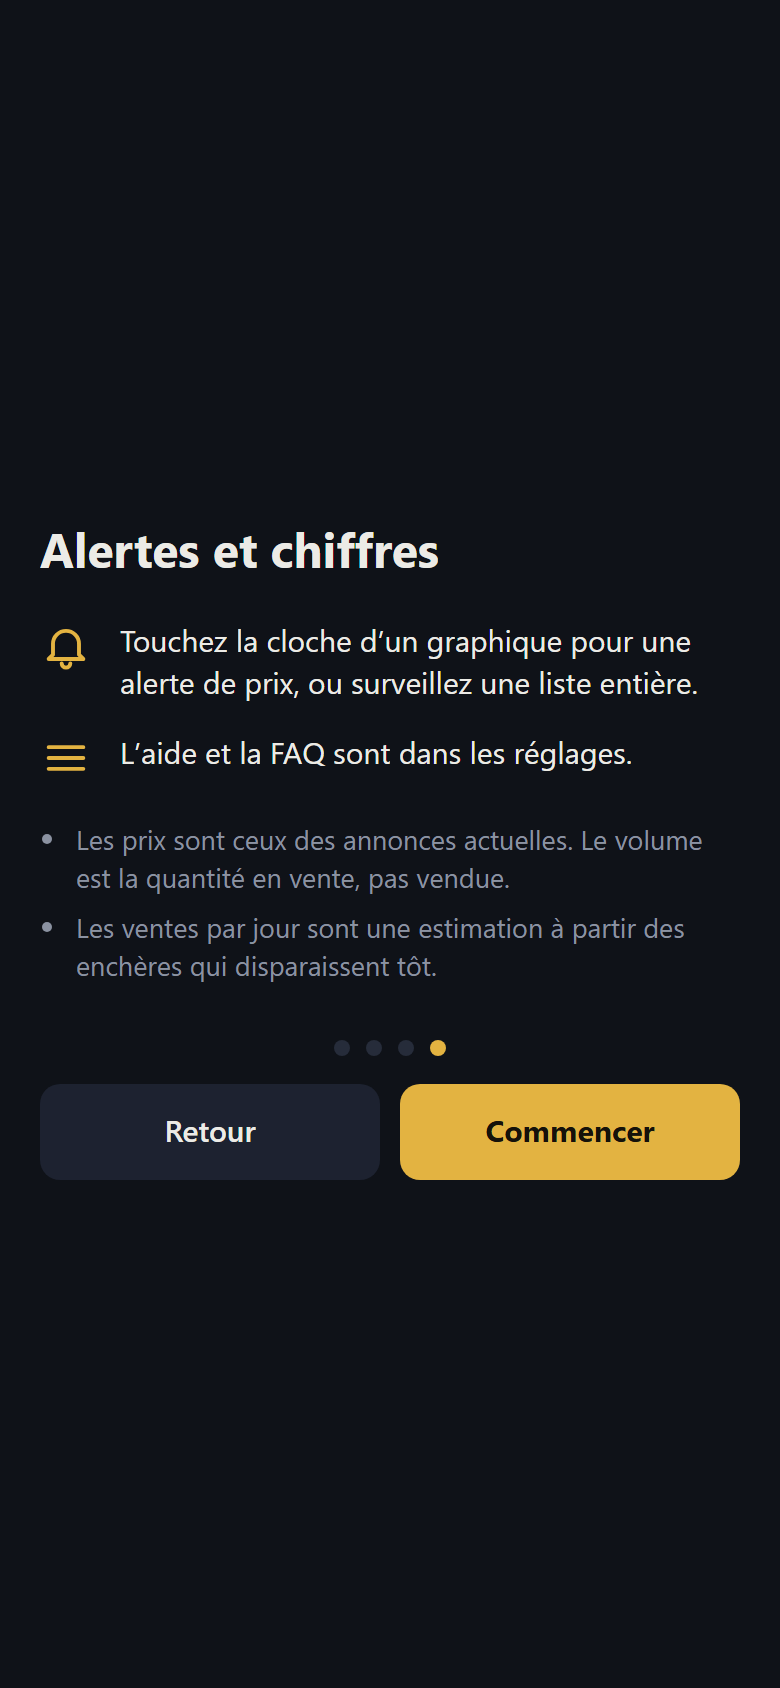 Alertes et chiffres
Touchez la cloche d’un graphique pour une
alerte de prix, ou surveillez une liste entière.
L’aide et la FAQ sont dans les réglages.
• Les prix sont ceux des annonces actuelles. Le volume
est la quantité en vente, pas vendue.
• Les ventes par jour sont une estimation à partir des
enchères qui disparaissent tôt.
Retour
Commencer